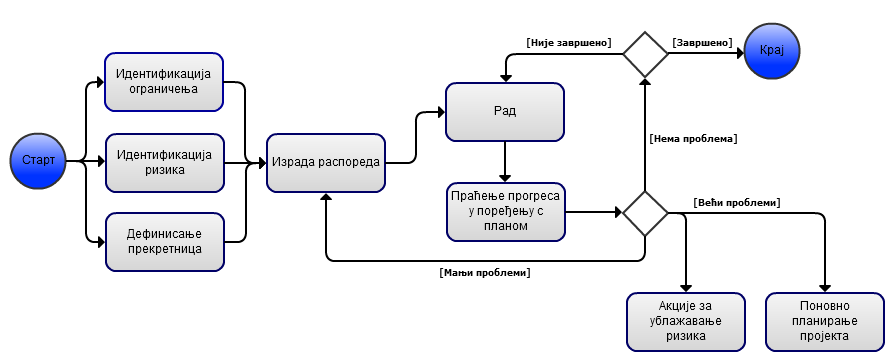 Старт
Идентификација
ограничења
Идентификација
ризика
Дефинисање
прекретница
Израда распореда
Рад
Праћење прогреса
у поређењу с
планом
[Није завршено]
[Завршено]
Крај
[Нема проблема]
[Већи проблеми]
[Мањи проблеми]
Акције за
ублажавање
ризика
Поновно
планирање
пројекта